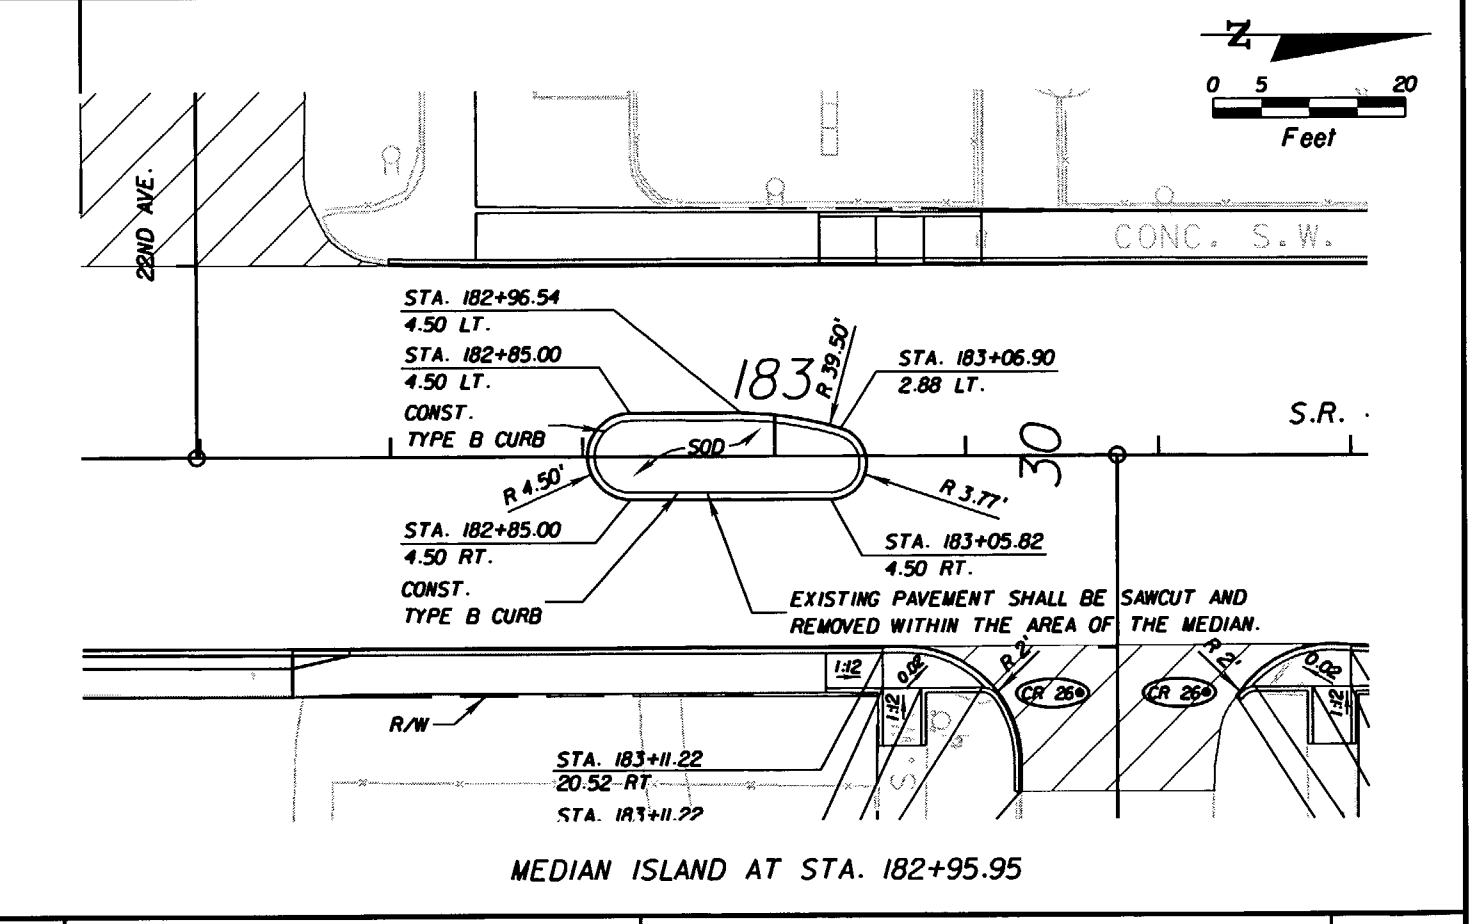 N
0 5 20
Feet
22ND AVE.
CONC. S.W.
STA. 182+96.54
4.50 LT.
STA. 182+85.00
4.50 LT.
CONST.
TYPE B CURB
183
R 39.50'
STA. 183+06.90
2.88 LT.
S.R.
30
SOD
R 4.50'
R 3.77'
STA. 182+85.00
4.50 RT.
CONST.
TYPE B CURB
STA. 183+05.82
4.50 RT.
EXISTING PAVEMENT SHALL BE SAWCUT AND
REMOVED WITHIN THE AREA OF THE MEDIAN.
1:12
0.02
R 2'
R 2'
0.02
1:12
CR 26
CR 26
1:12
R/W
S.
STA. 183+11.22
20.52 RT
STA. 183+11.22
MEDIAN ISLAND AT STA. 182+95.95